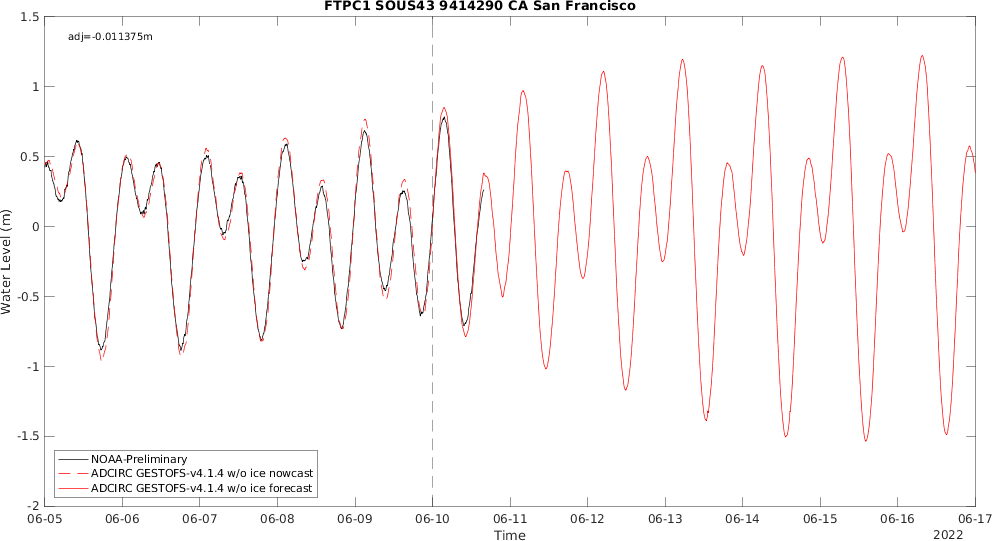 FTPC1 SOUS43 9414290 CA San Francisco
adj=-0.011375m
1.5
1
0.5
0
-0.5
-1
-1.5
-2
Water Level (m)
NOAA-Preliminary
ADCIRC GESTOFS-v4.1.4 w/o ice nowcast
ADCIRC GESTOFS-v4.1.4 w/o ice forecast
06-05 06-06 06-07 06-08 06-09 06-10 06-11 06-12 06-13 06-14 06-15 06-16 06-17
Time
2022